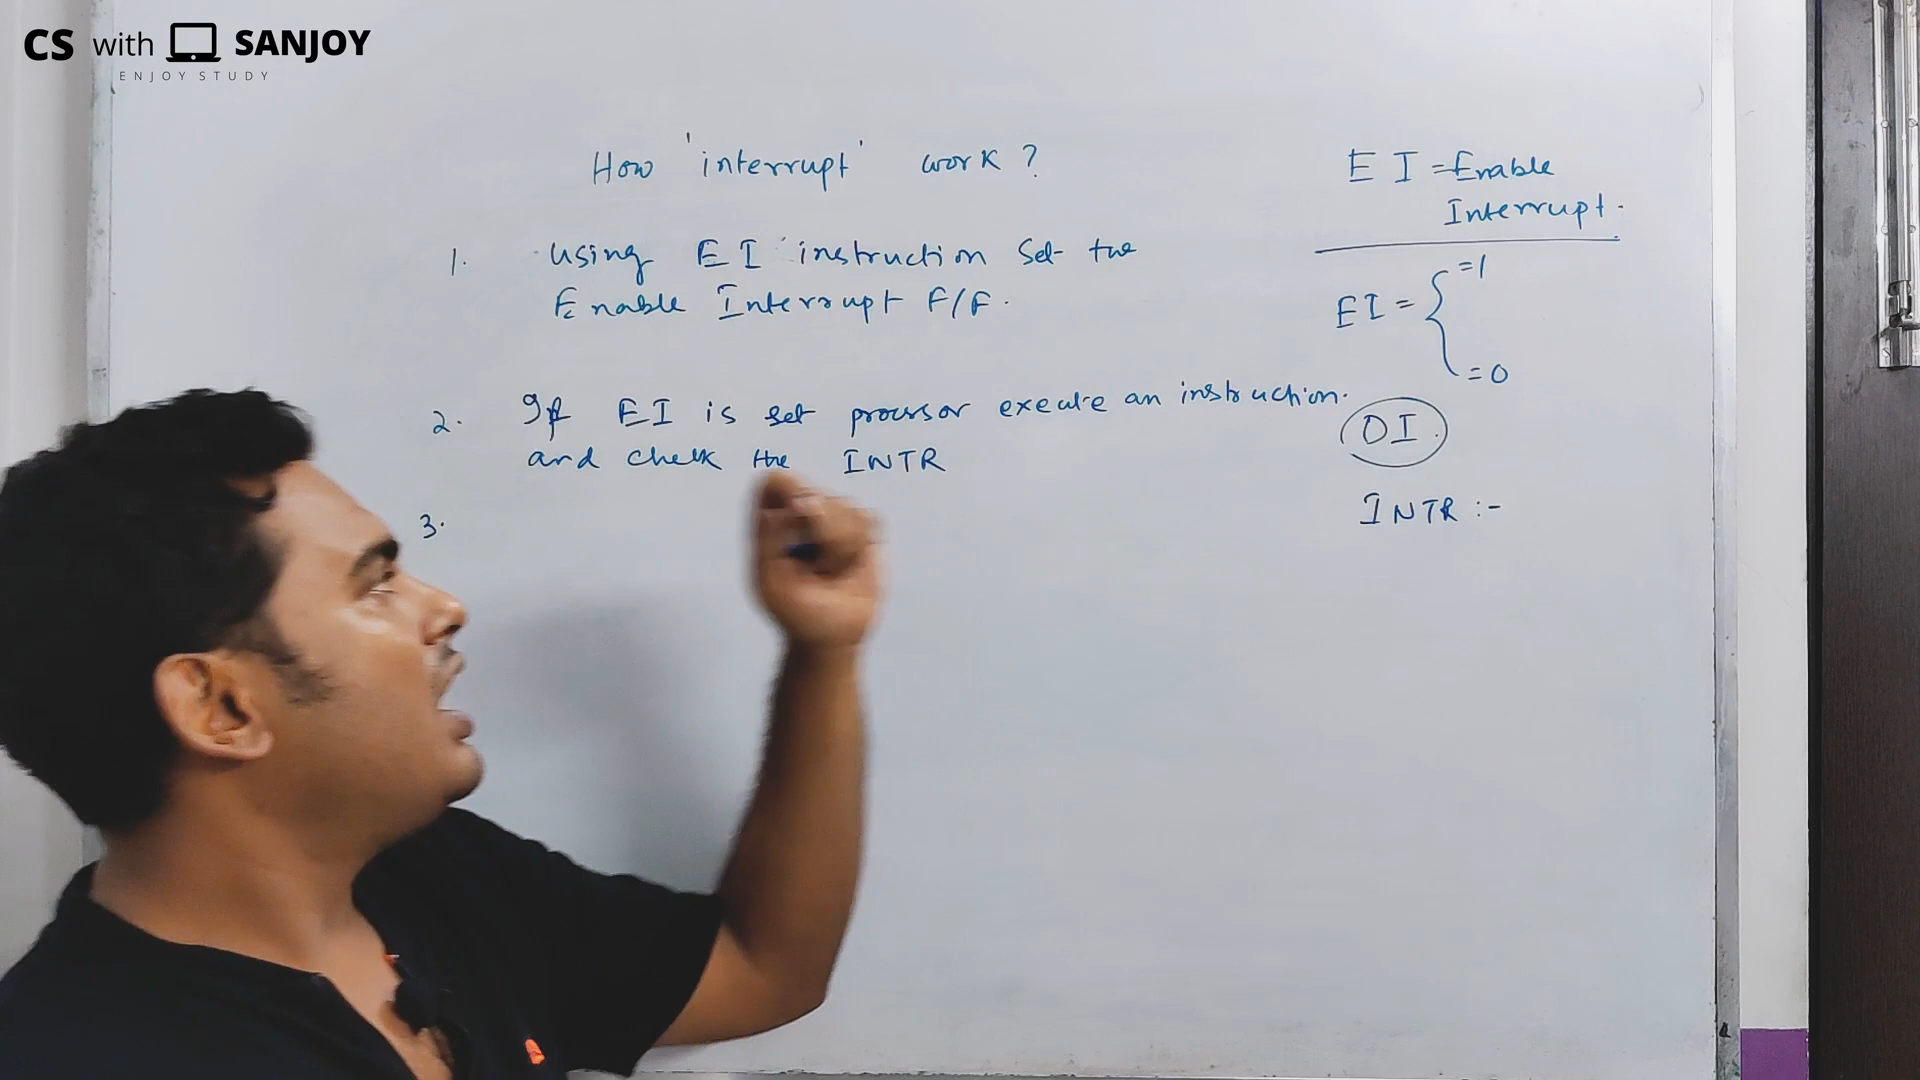 CS with SANJOY
ENJOY STUDY
How 'interrupt' work ?
1. using EI instruction Set the
Enable Interrupt F/F.
2. If EI is set processor execute an instruction.
and check the INTR
3.
EI = Enable
Interrupt.
EI = { =1
=0
DI
INTR :-